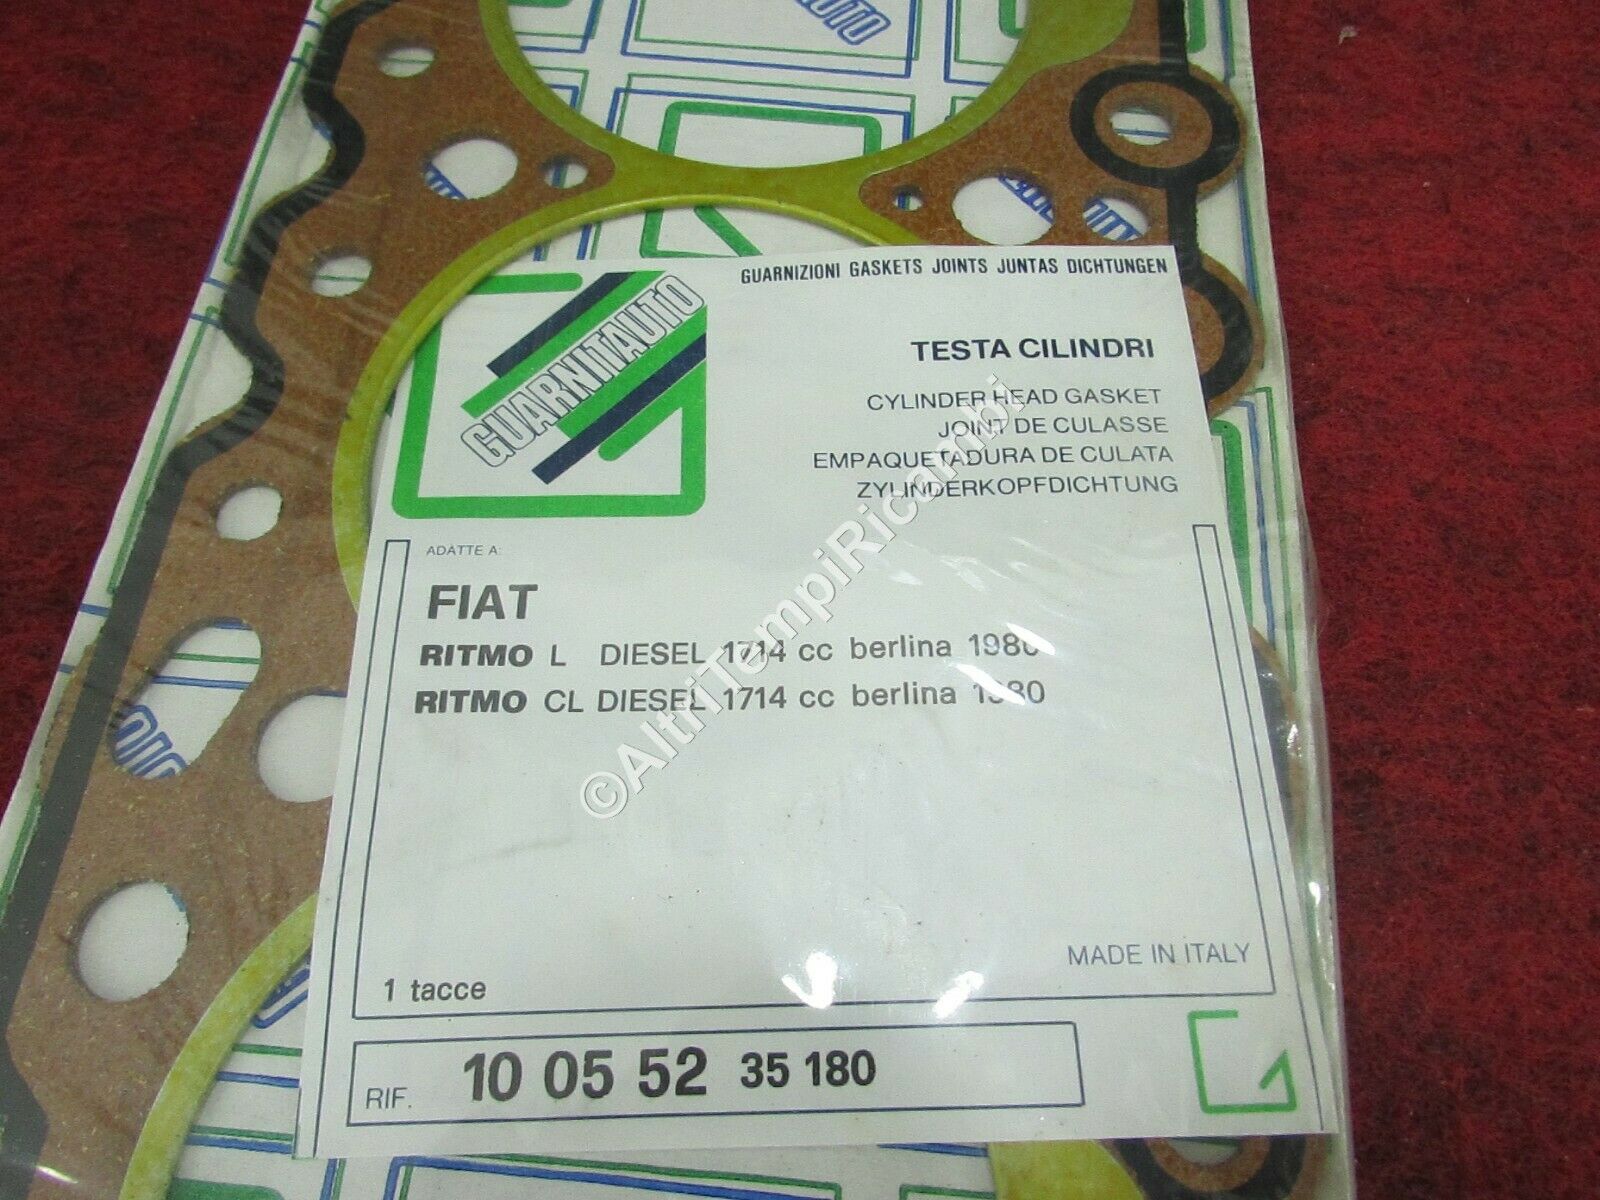 GUARNIZIONI GASKETS JOINTS JUNTAS DICHTUNGEN
GUARNITAUTO
TESTA CILINDRI
CYLINDER HEAD GASKET
JOINT DE CULASSE
EMPAQUETADURA DE CULATA
ZYLINDERKOPFDICHTUNG
ADATTE A:
FIAT
RITMO L DIESEL 1714 cc berlina 1980
RITMO CL DIESEL 1714 cc berlina 1980
©AltriTempiRicambi
MADE IN ITALY
1 tacce
RIF. 10 05 52 35 180